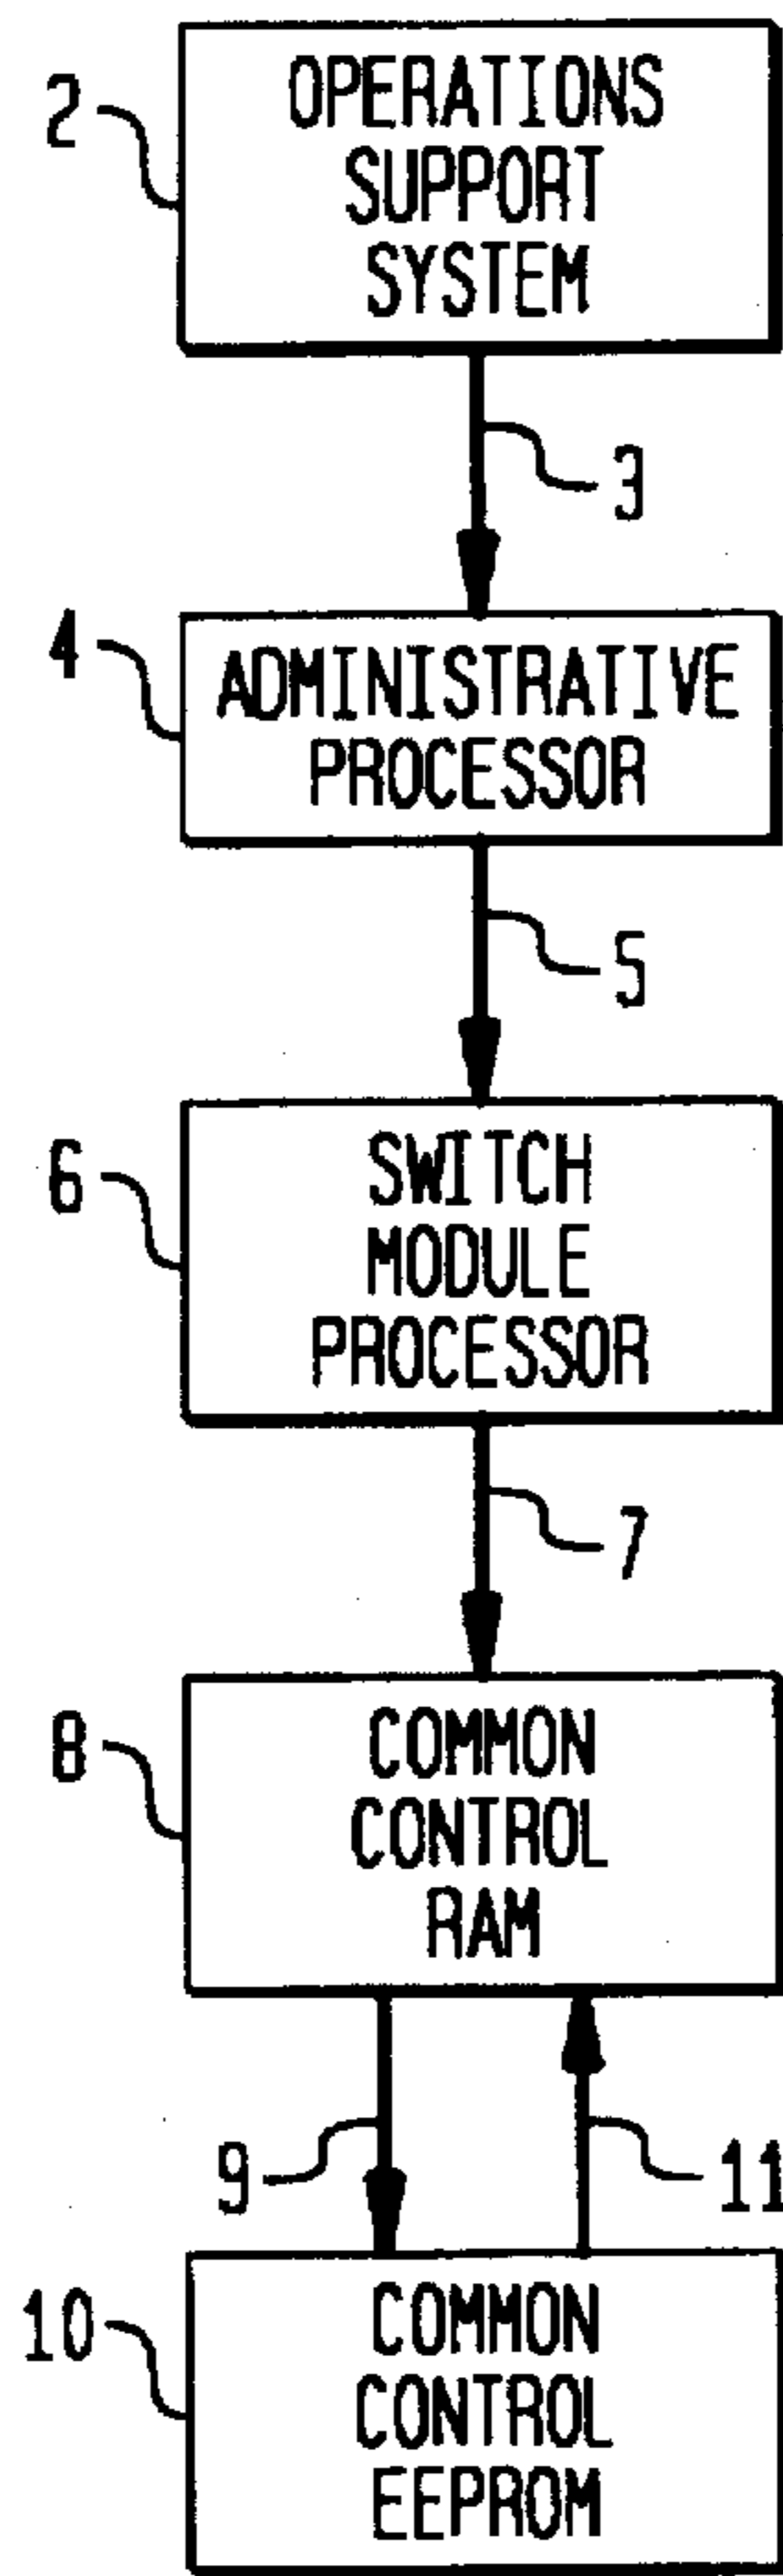 2
OPERATIONS
SUPPORT
SYSTEM
3
4
ADMINISTRATIVE
PROCESSOR
5
6
SWITCH
MODULE
PROCESSOR
7
8
COMMON
CONTROL
RAM
9
11
10
COMMON
CONTROL
EEPROM